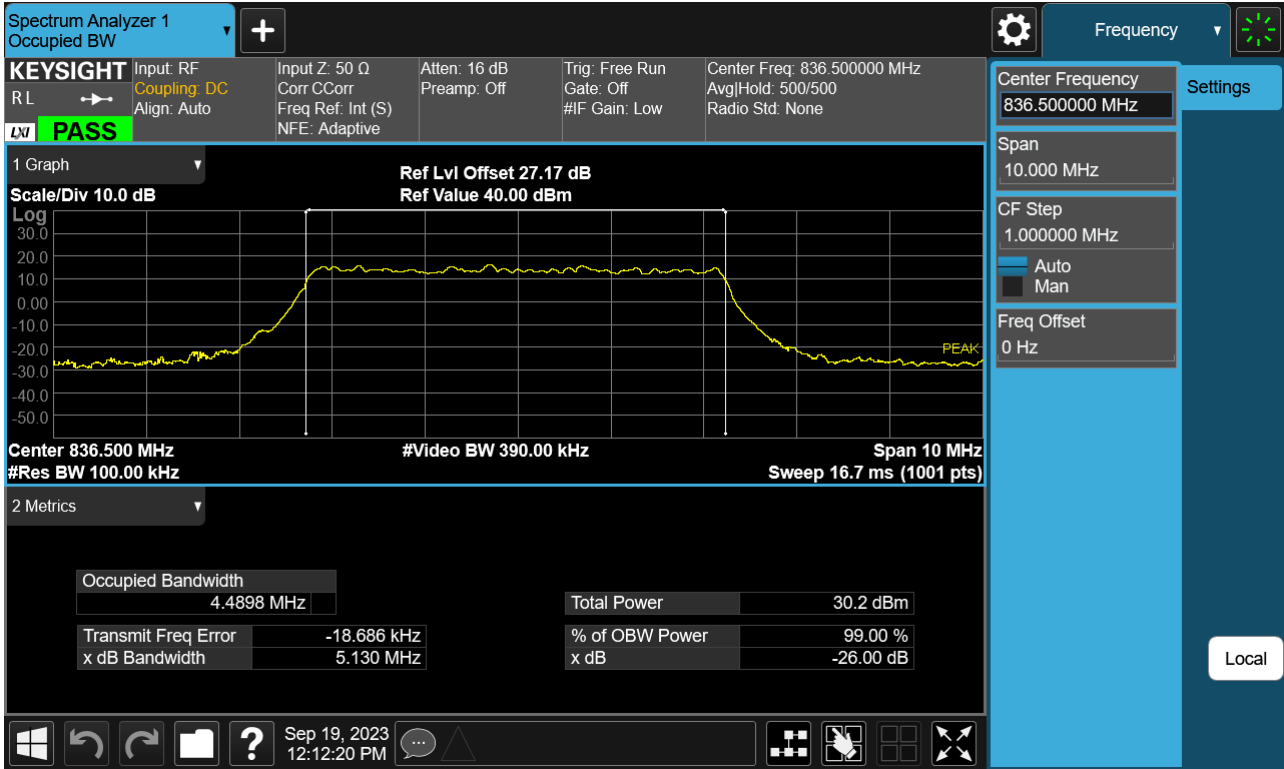 Spectrum Analyzer 1
Occupied BW
Frequency
KEYSIGHT
R L
LXI
PASS
Input: RF
Coupling: DC
Align: Auto
Input Z: 50 Ω
Corr CCorr
Freq Ref: Int (S)
NFE: Adaptive
Atten: 16 dB
Preamp: Off
Trig: Free Run
Gate: Off
#IF Gain: Low
Center Freq: 836.500000 MHz
Avg|Hold: 500/500
Radio Std: None
Center Frequency
836.500000 MHz
Settings
Span
10.000 MHz
CF Step
1.000000 MHz
Auto
Man
Freq Offset
0 Hz
Local
1 Graph
Scale/Div 10.0 dB
Ref Lvl Offset 27.17 dB
Ref Value 40.00 dBm
Log
30.0
20.0
10.0
0.00
-10.0
-20.0
-30.0
-40.0
-50.0
PEAK
Center 836.500 MHz
#Video BW 390.00 kHz
Span 10 MHz
#Res BW 100.00 kHz
Sweep 16.7 ms (1001 pts)
2 Metrics
Occupied Bandwidth
4.4898 MHz
Total Power 30.2 dBm
Transmit Freq Error -18.686 kHz
% of OBW Power 99.00 %
x dB Bandwidth 5.130 MHz
x dB -26.00 dB
?
Sep 19, 2023
12:12:20 PM